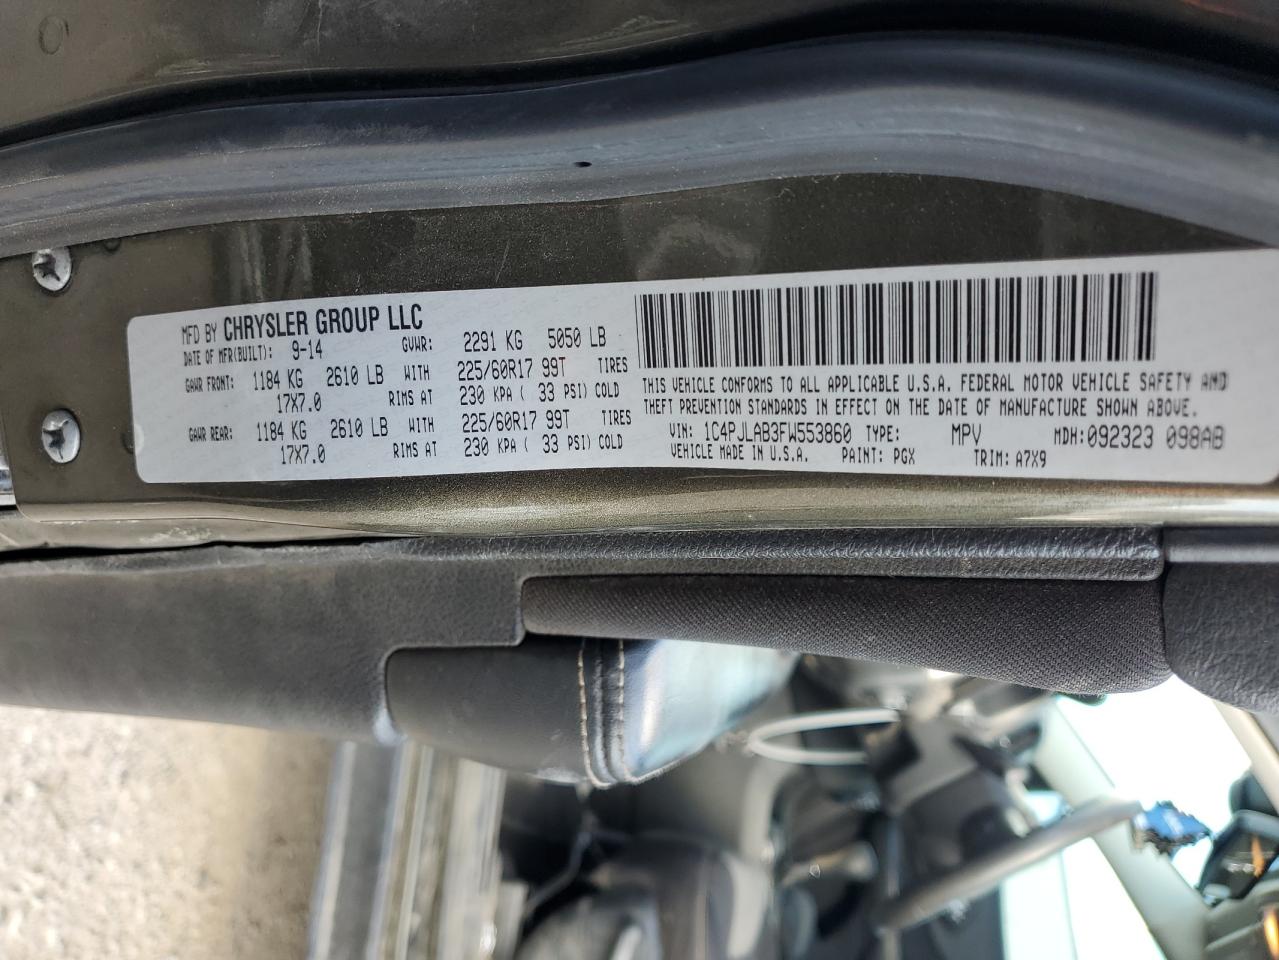 MFD BY CHRYSLER GROUP LLC
DATE OF MFR(BUILT): 9-14 GVWR: 2291 KG 5050 LB
GAWR FRONT: 1184 KG 2610 LB WITH 225/60R17 99T TIRES
17X7.0 RIMS AT 230 KPA ( 33 PSI) COLD
GAWR REAR: 1184 KG 2610 LB WITH 225/60R17 99T TIRES
17X7.0 RIMS AT 230 KPA ( 33 PSI) COLD
THIS VEHICLE CONFORMS TO ALL APPLICABLE U.S.A. FEDERAL MOTOR VEHICLE SAFETY AND
THEFT PREVENTION STANDARDS IN EFFECT ON THE DATE OF MANUFACTURE SHOWN ABOVE.
VIN: 1C4PJLAB3FW553860 TYPE: MPV MDH:092323 098AB
VEHICLE MADE IN U.S.A. PAINT: PGX TRIM: A7X9